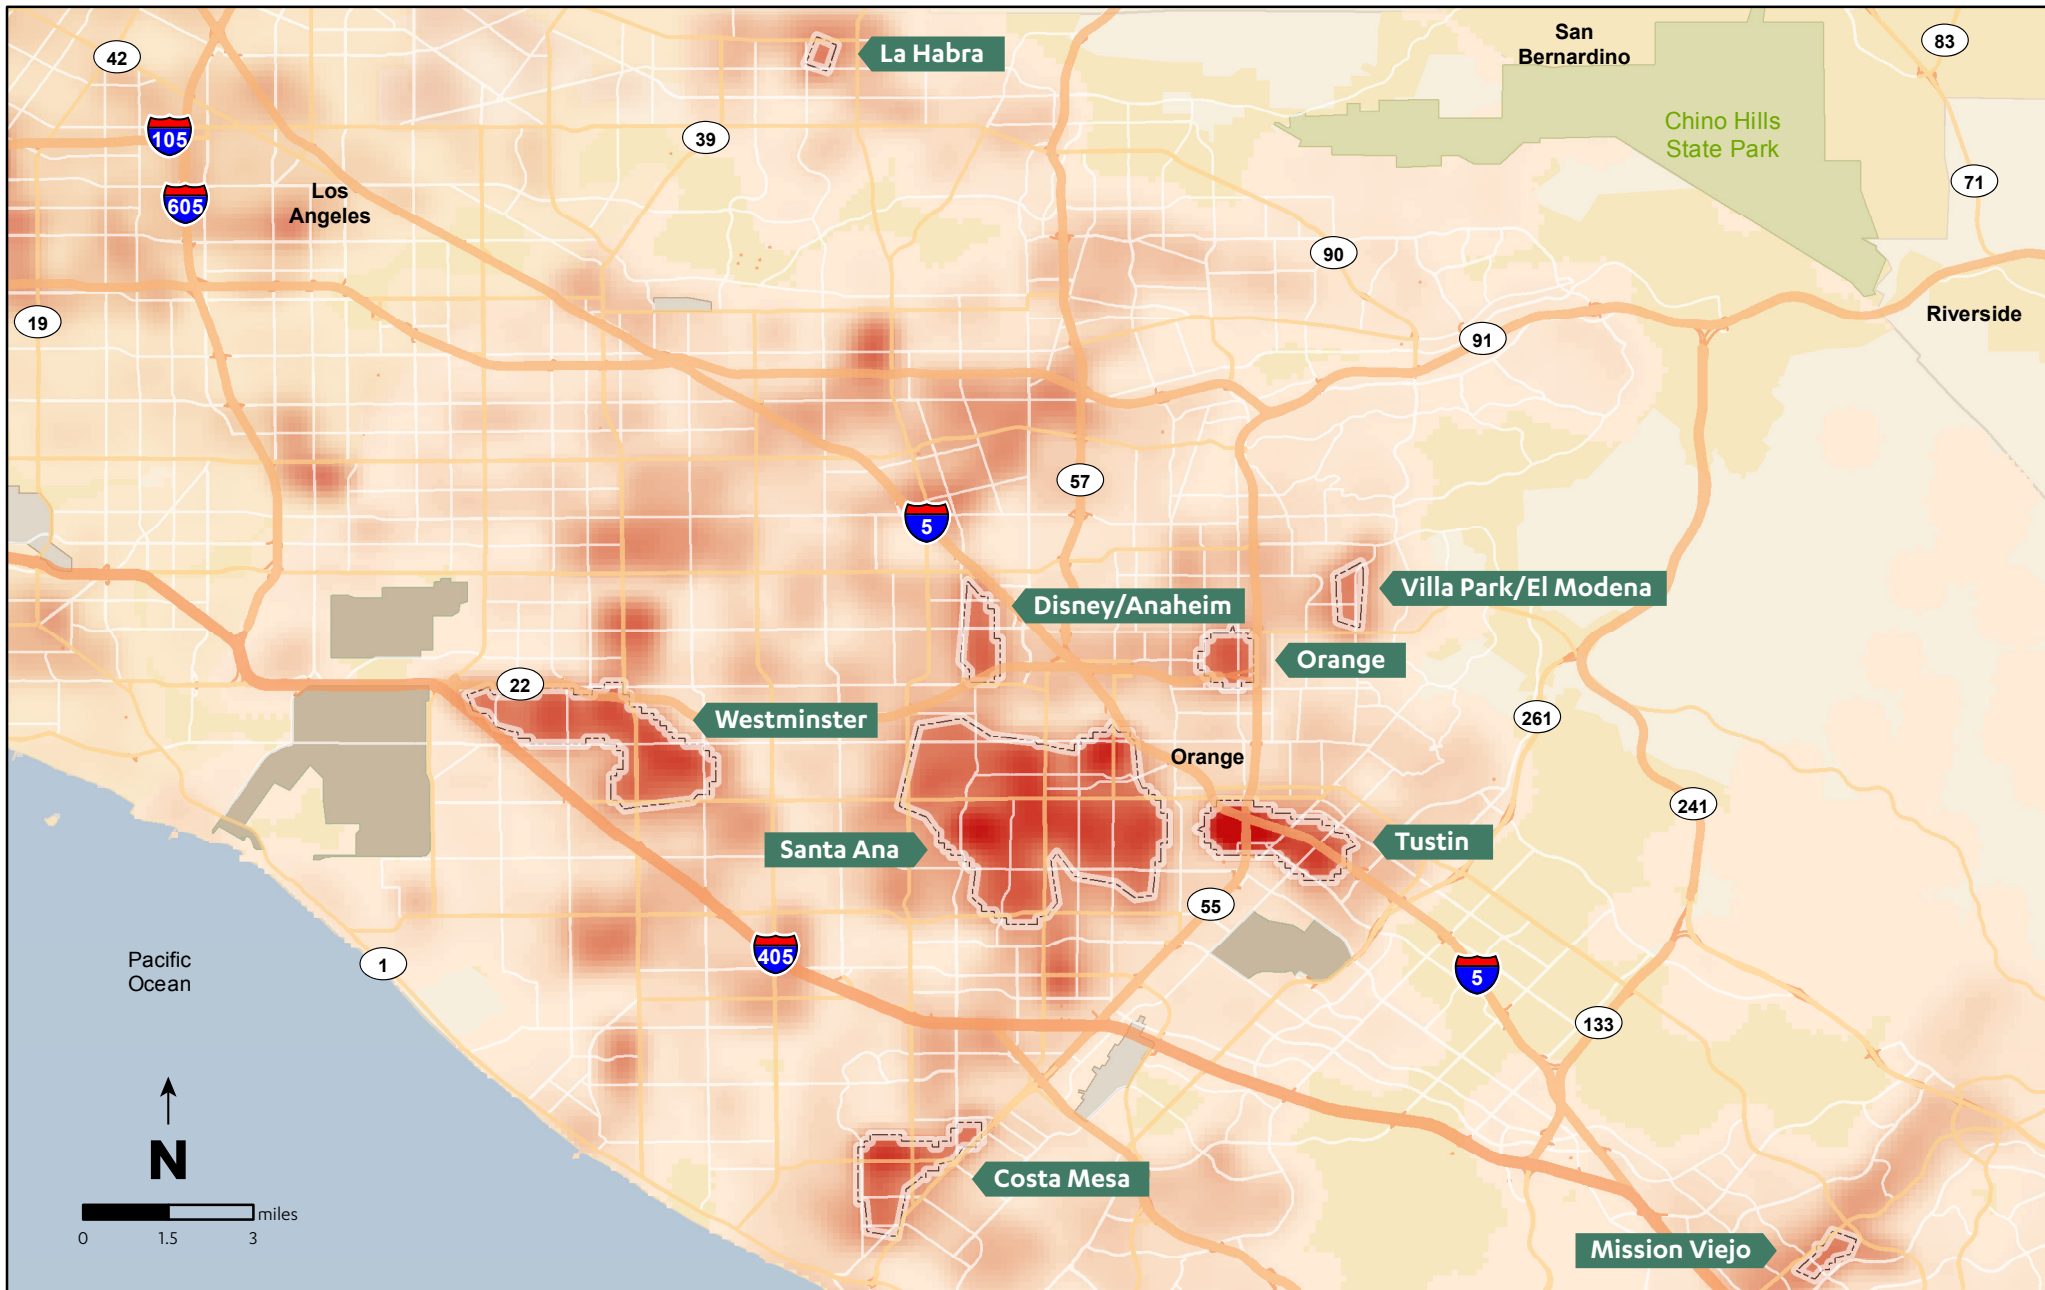 La Habra
San
Bernardino
83
42
Chino Hills
State Park
105
39
71
605
Los
Angeles
90
19
Riverside
91
57
5
Villa Park/El Modena
Disney/Anaheim
Orange
22
Westminster
261
Orange
241
Santa Ana
Tustin
55
405
Pacific
Ocean
1
5
133
N
Costa Mesa
miles
0 1.5 3
Mission Viejo